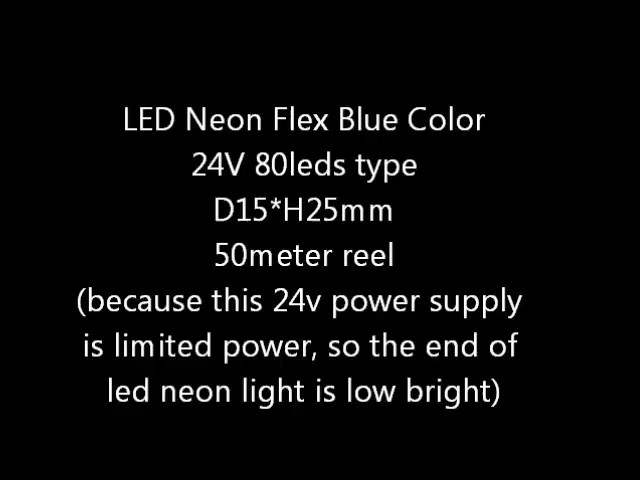 LED Neon Flex Blue Color
24V 80leds type
D15*H25mm
50meter reel
(because this 24v power supply
is limited power, so the end of
led neon light is low bright)